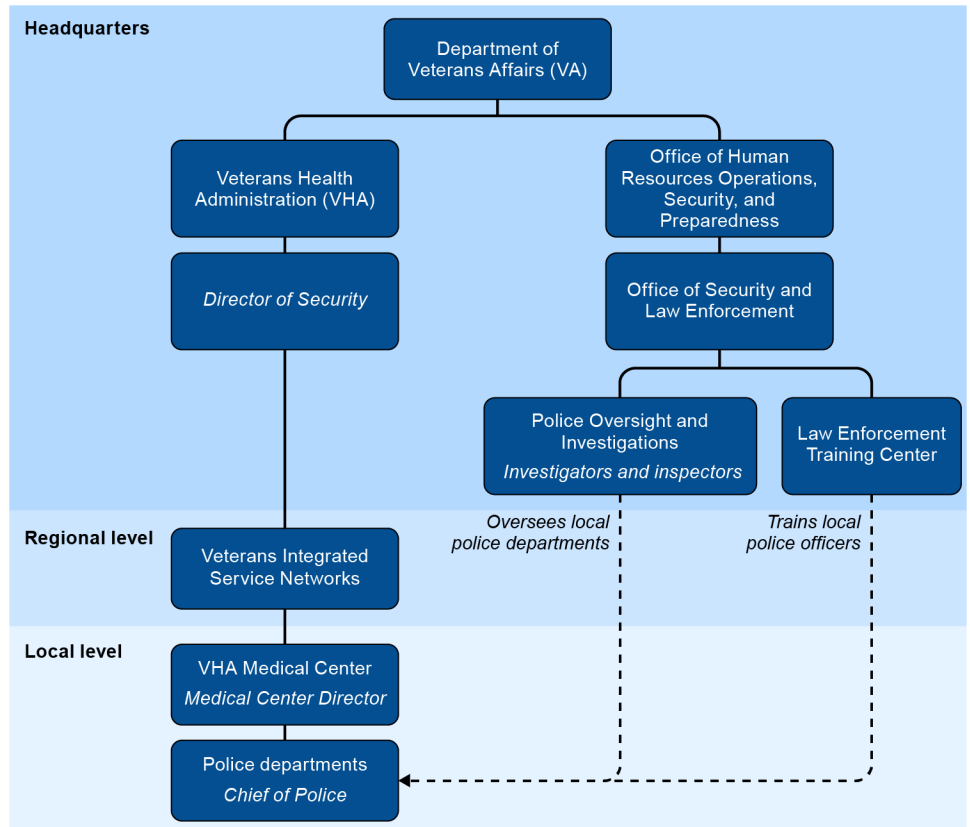 Headquarters
Department of
Veterans Affairs (VA)
Veterans Health
Administration (VHA)
Office of Human
Resources Operations,
Security, and
Preparedness
Director of Security
Office of Security and
Law Enforcement
Police Oversight and
Investigations
Investigators and inspectors
Law Enforcement
Training Center
Oversees local
police departments
Trains local
police officers
Regional level
Veterans Integrated
Service Networks
Local level
VHA Medical Center
Medical Center Director
Police departments
Chief of Police